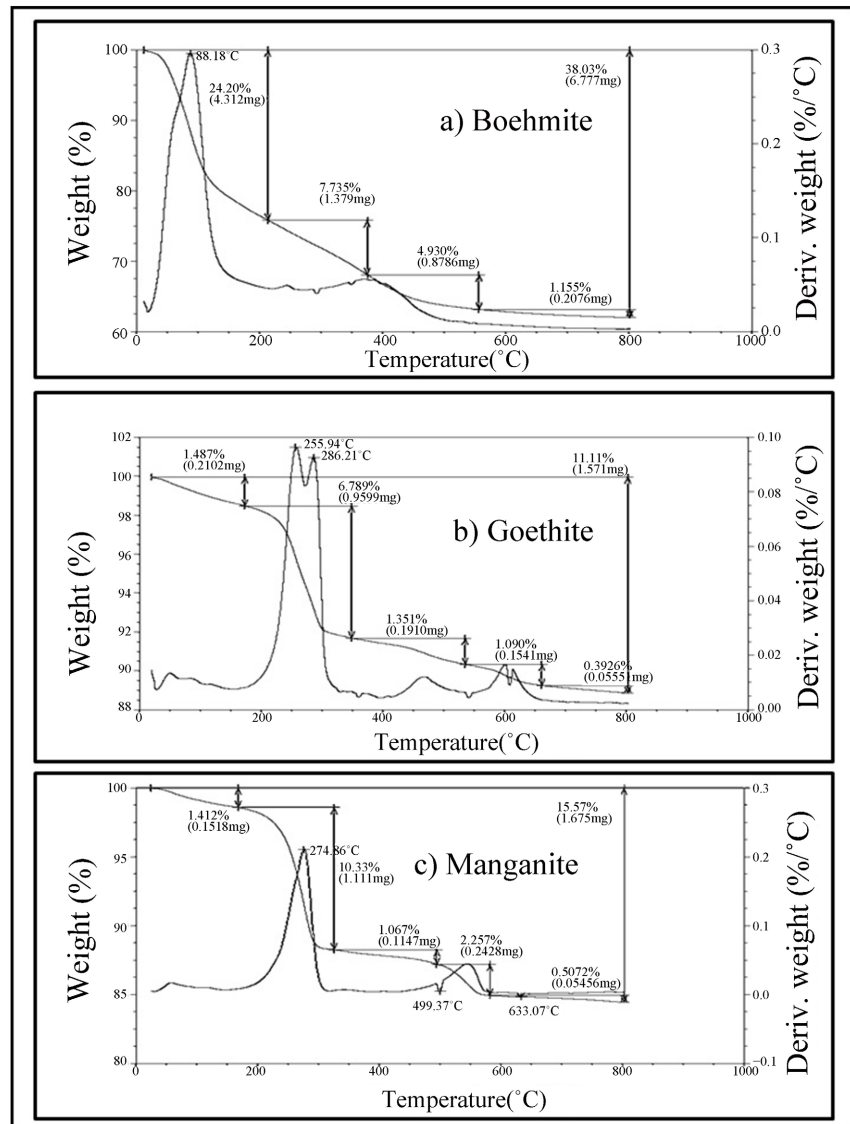 100
90
80
70
60
Weight (%)
88.18˚C
24.20%
(4.312mg)
38.03%
(6.777mg)
a) Boehmite
7.735%
(1.379mg)
4.930%
(0.8786mg)
1.155%
(0.2076mg)
0.3
0.2
0.1
0.0
Deriv. weight (%/˚C)
0
200
400
600
800
1000
Temperature(˚C)
102
100
98
96
94
92
90
88
Weight (%)
1.487%
(0.2102mg)
255.94˚C
286.21˚C
6.789%
(0.9599mg)
11.11%
(1.571mg)
b) Goethite
1.351%
(0.1910mg)
1.090%
(0.1541mg)
0.3926%
(0.05551mg)
0.10
0.08
0.06
0.04
0.02
0.00
Deriv. weight (%/˚C)
0
200
400
600
800
1000
Temperature(˚C)
100
95
90
85
80
Weight (%)
1.412%
(0.1518mg)
274.86˚C
10.33%
(1.111mg)
15.57%
(1.675mg)
c) Manganite
1.067%
(0.1147mg)
2.257%
(0.2428mg)
0.5072%
(0.05456mg)
499.37˚C
633.07˚C
0.3
0.2
0.1
0.0
−0.1
Deriv. weight (%/˚C)
0
200
400
600
800
1000
Temperature(˚C)